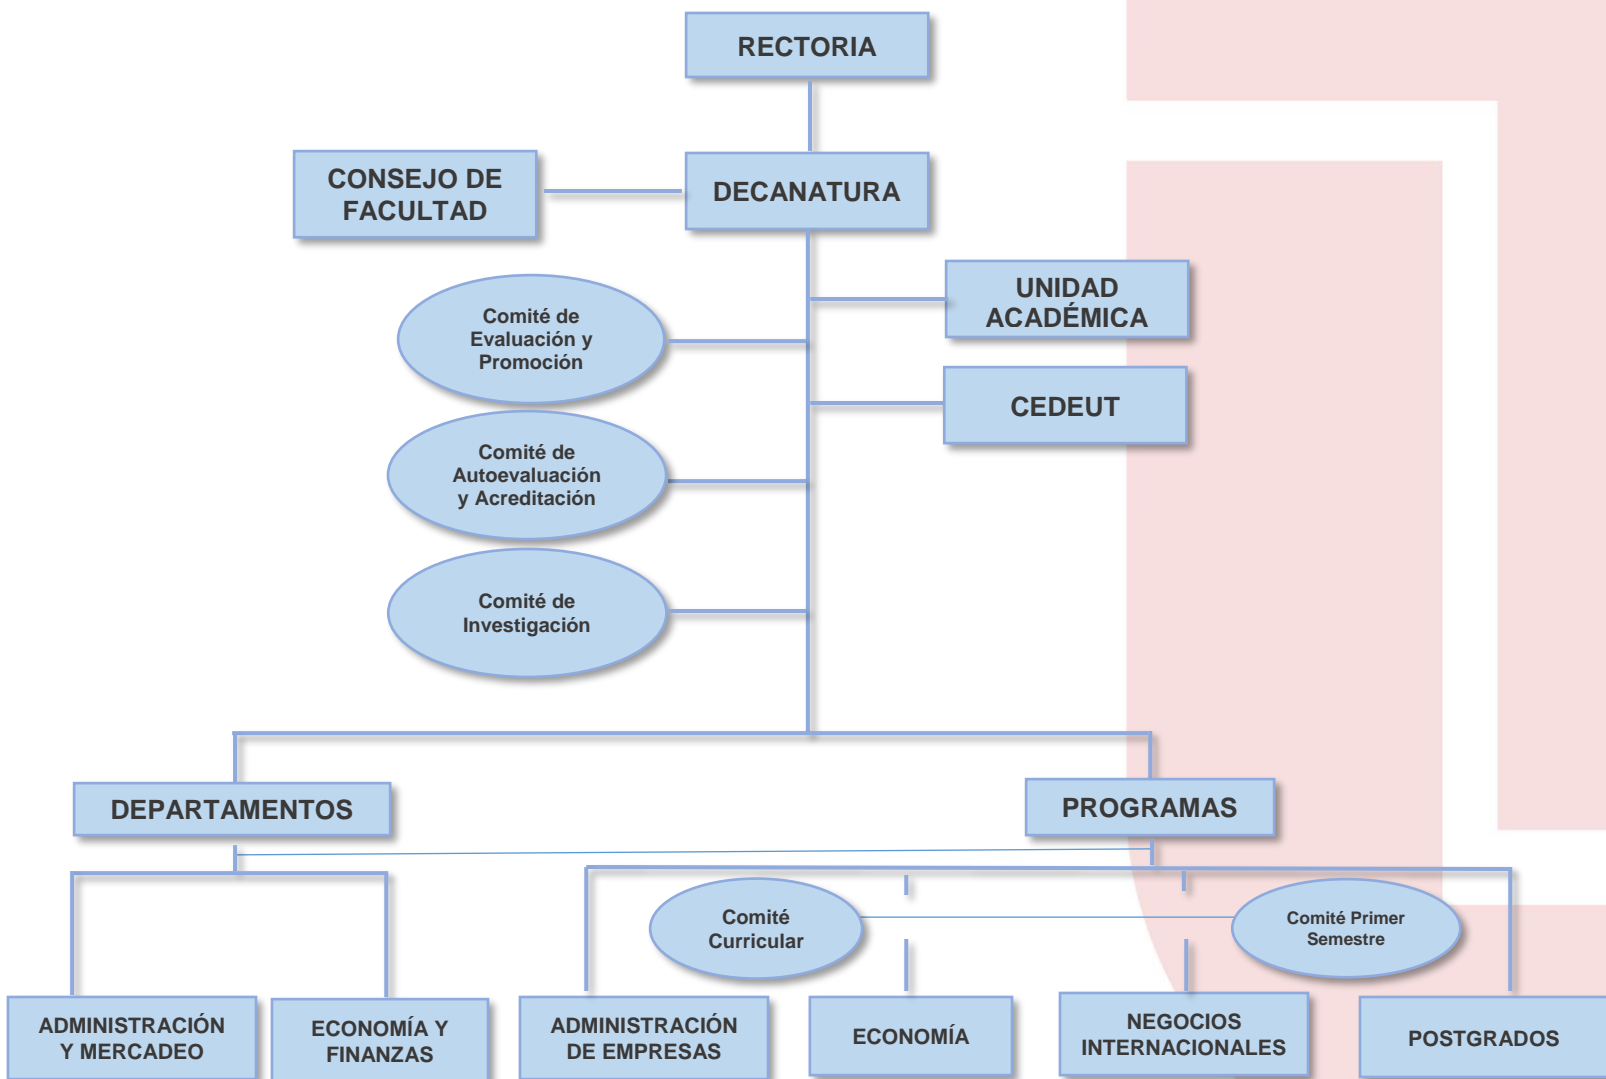 RECTORIA
CONSEJO DE
FACULTAD
DECANATURA
UNIDAD
ACADÉMICA
Comité de
Evaluación y
Promoción
CEDEUT
Comité de
Autoevaluación
y Acreditación
Comité de
Investigación
DEPARTAMENTOS
PROGRAMAS
Comité
Curricular
Comité Primer
Semestre
ADMINISTRACIÓN
Y MERCADEO
ECONOMÍA Y
FINANZAS
ADMINISTRACIÓN
DE EMPRESAS
ECONOMÍA
NEGOCIOS
INTERNACIONALES
POSTGRADOS